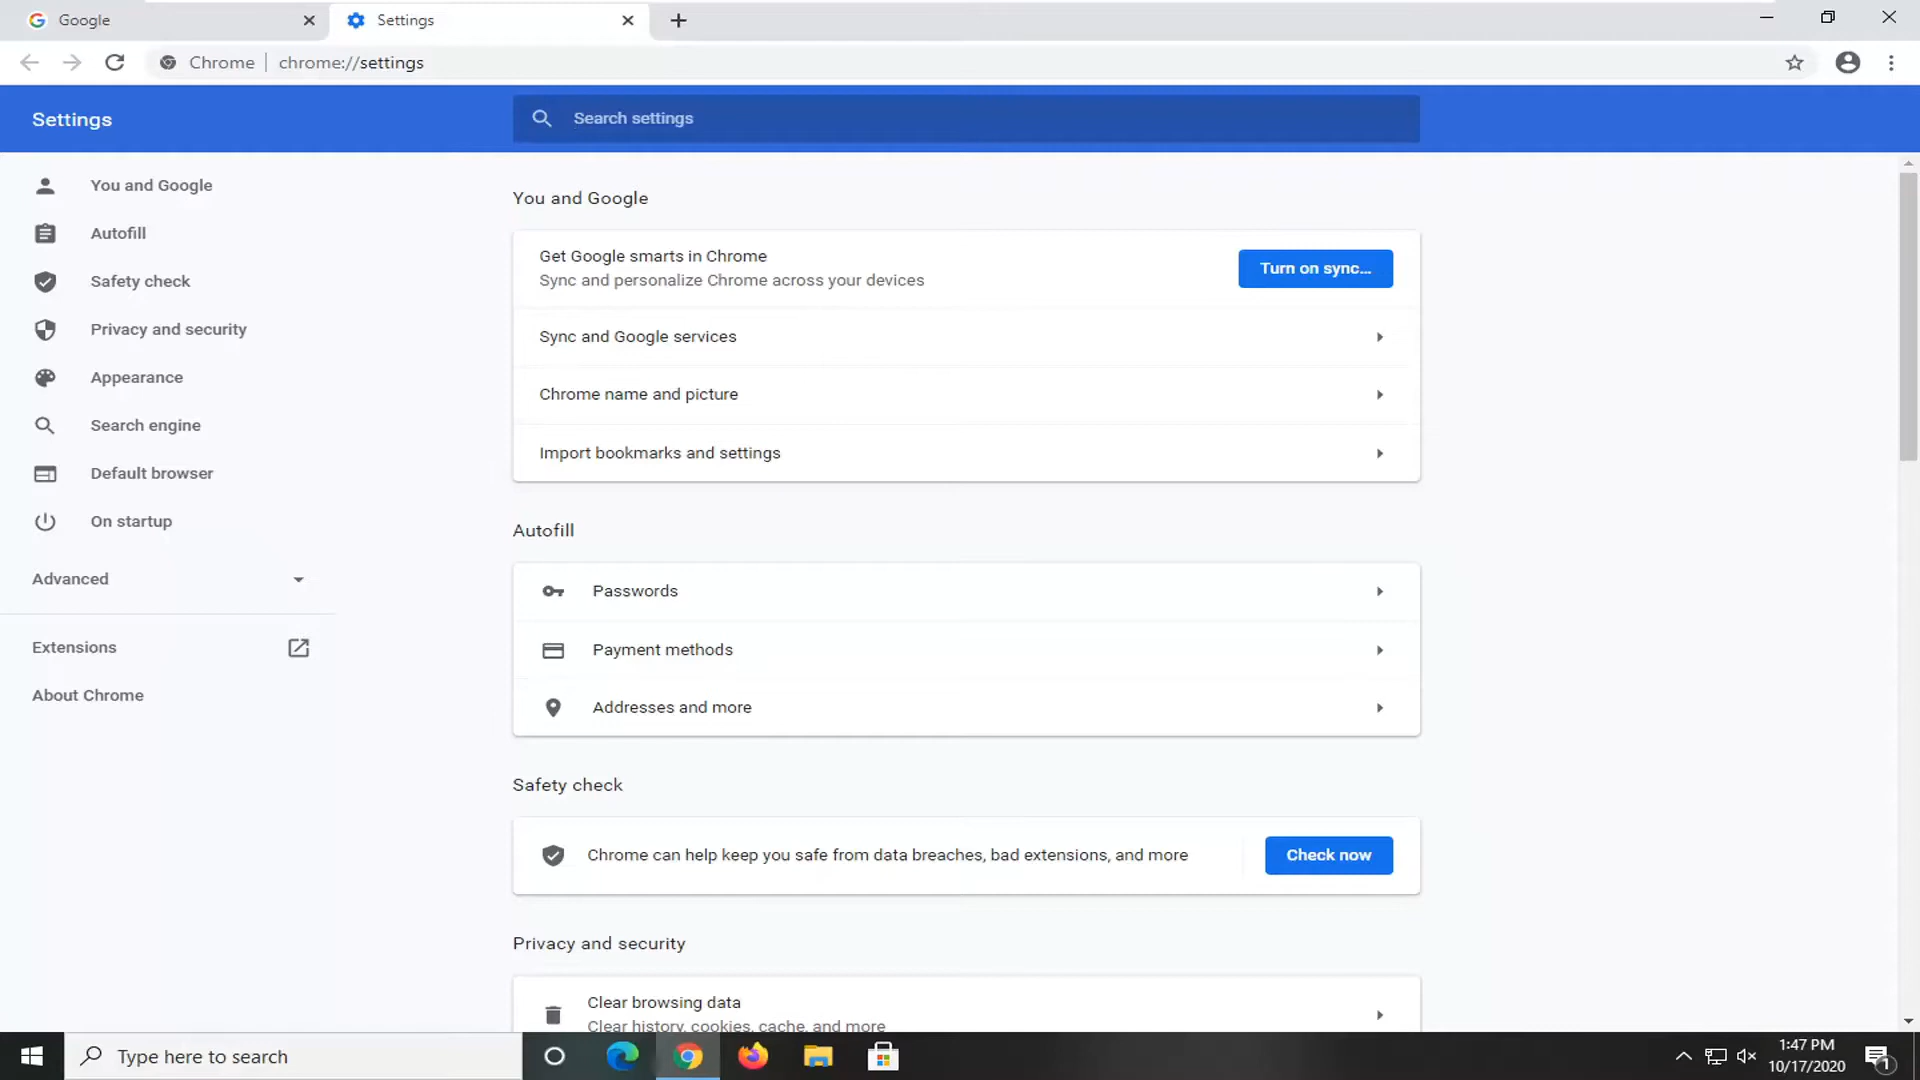 Google
Settings
Chrome
chrome://settings
Settings
Search settings
You and Google
Autofill
Safety check
Privacy and security
Appearance
Search engine
Default browser
On startup
Advanced
Extensions
About Chrome
You and Google
Get Google smarts in Chrome
Sync and personalize Chrome across your devices
Turn on sync...
Sync and Google services
Chrome name and picture
Import bookmarks and settings
Autofill
Passwords
Payment methods
Addresses and more
Safety check
Chrome can help keep you safe from data breaches, bad extensions, and more
Check now
Privacy and security
Clear browsing data
Clear history, cookies, cache, and more
Type here to search
1:47 PM
10/17/2020
1